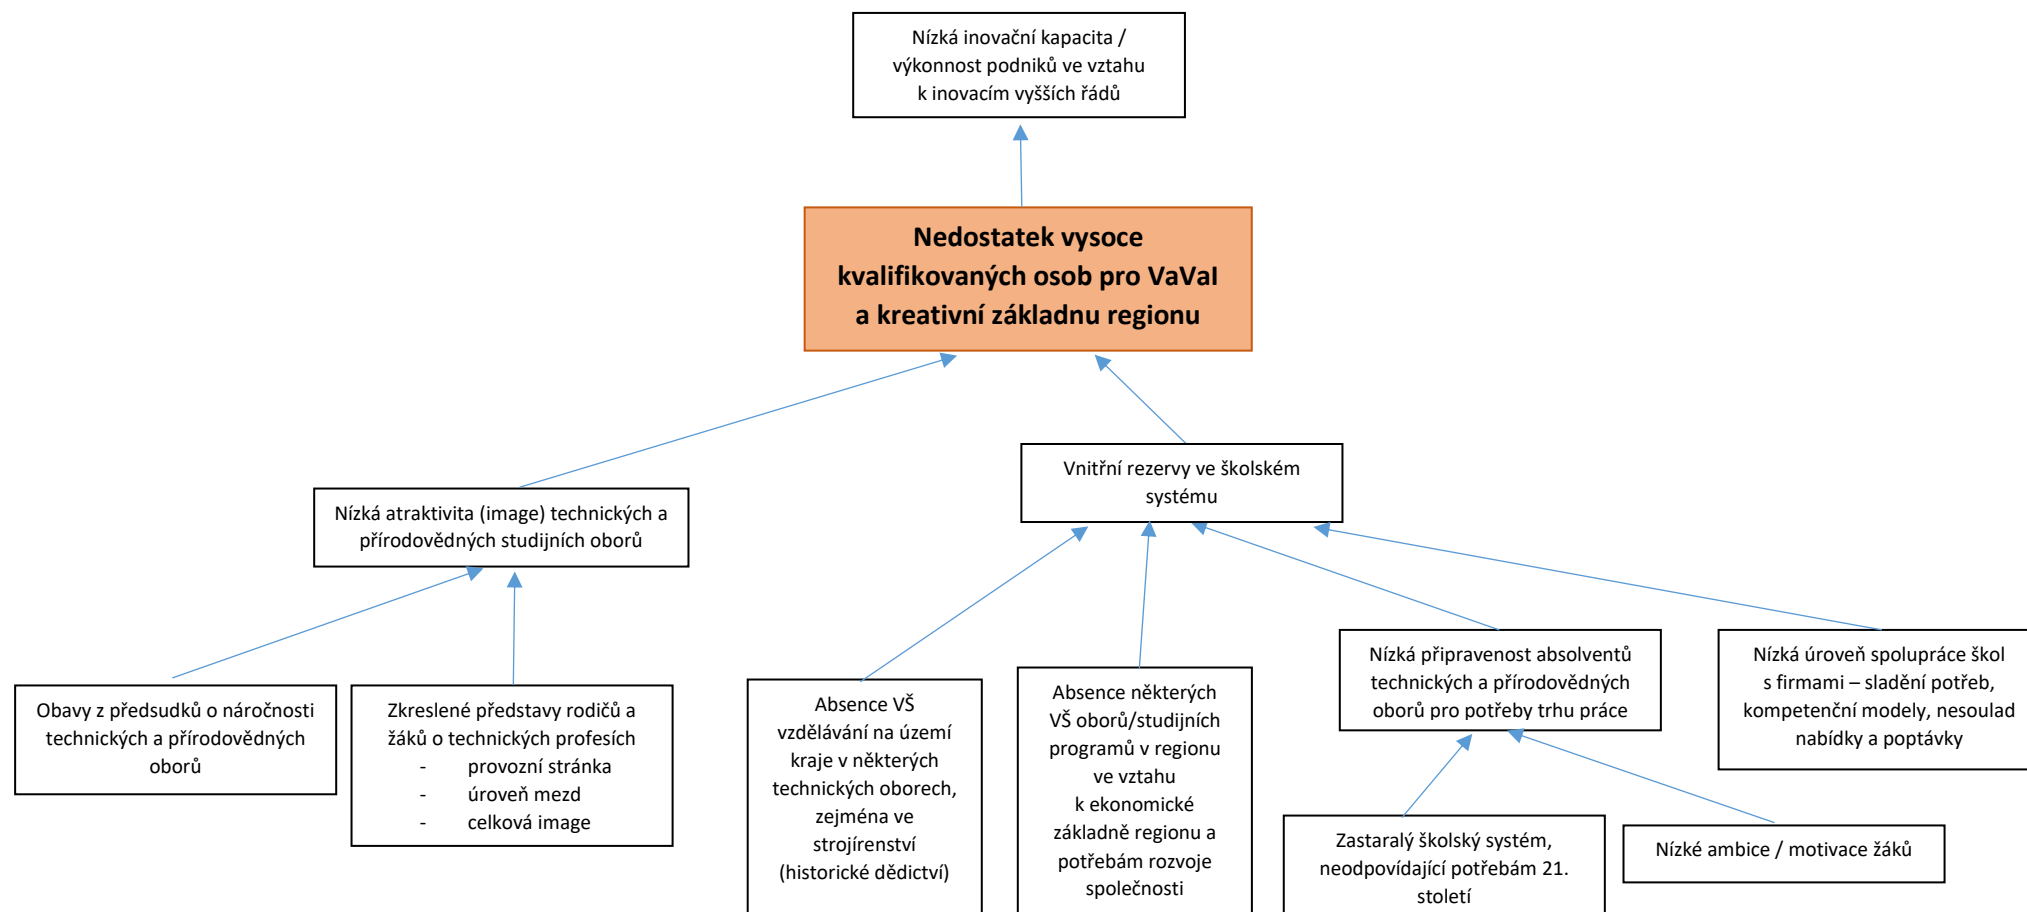 Nízká inovační kapacita /
výkonnost podniků ve vztahu
k inovacím vyšších řádů
Nedostatek vysoce
kvalifikovaných osob pro VaVaI
a kreativní základnu regionu
Vnitřní rezervy ve školském
systému
Nízká atraktivita (image) technických a
přírodovědných studijních oborů
Obavy z předsudků o náročnosti
technických a přírodovědných
oborů
Zkreslené představy rodičů a
žáků o technických profesích
- provozní stránka
- úroveň mezd
- celková image
Absence VŠ
vzdělávání na území
kraje v některých
technických oborech,
zejména ve
strojírenství
(historické dědictví)
Absence některých
VŠ oborů/studijních
programů v regionu
ve vztahu
k ekonomické
základně regionu a
potřebám rozvoje
společnosti
Nízká připravenost absolventů
technických a přírodovědných
oborů pro potřeby trhu práce
Nízká úroveň spolupráce škol
s firmami – sladění potřeb,
kompetenční modely, nesoulad
nabídky a poptávky
Zastaralý školský systém,
neodpovídající potřebám 21.
století
Nízké ambice / motivace žáků